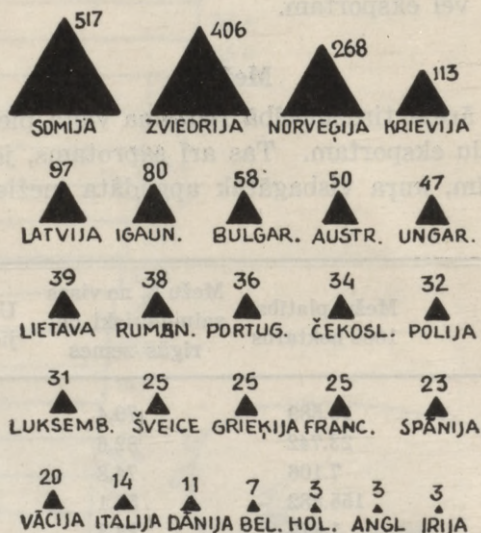 vei eksportam.
517 406 268 113
SOMIJA ZVIEDRIJA NORVEĢIJA KRIEVIJA
97 80 58 50 47
LATVIJA IGAUN. BULGAR. AUSTR. UNGAR.
39 38 36 34 32
LIETAVA RUMĀN. PORTUG. ČEKOSL. POLIJA
31 25 25 25 23
LUKSEMB. ŠVEICE GRIEĶIJA FRANC. SPĀNIJA
20 14 11 7 3 3 3
VĀCIJA ITALIJA DĀNIJA BEL. HOL. ANGL IRIJA